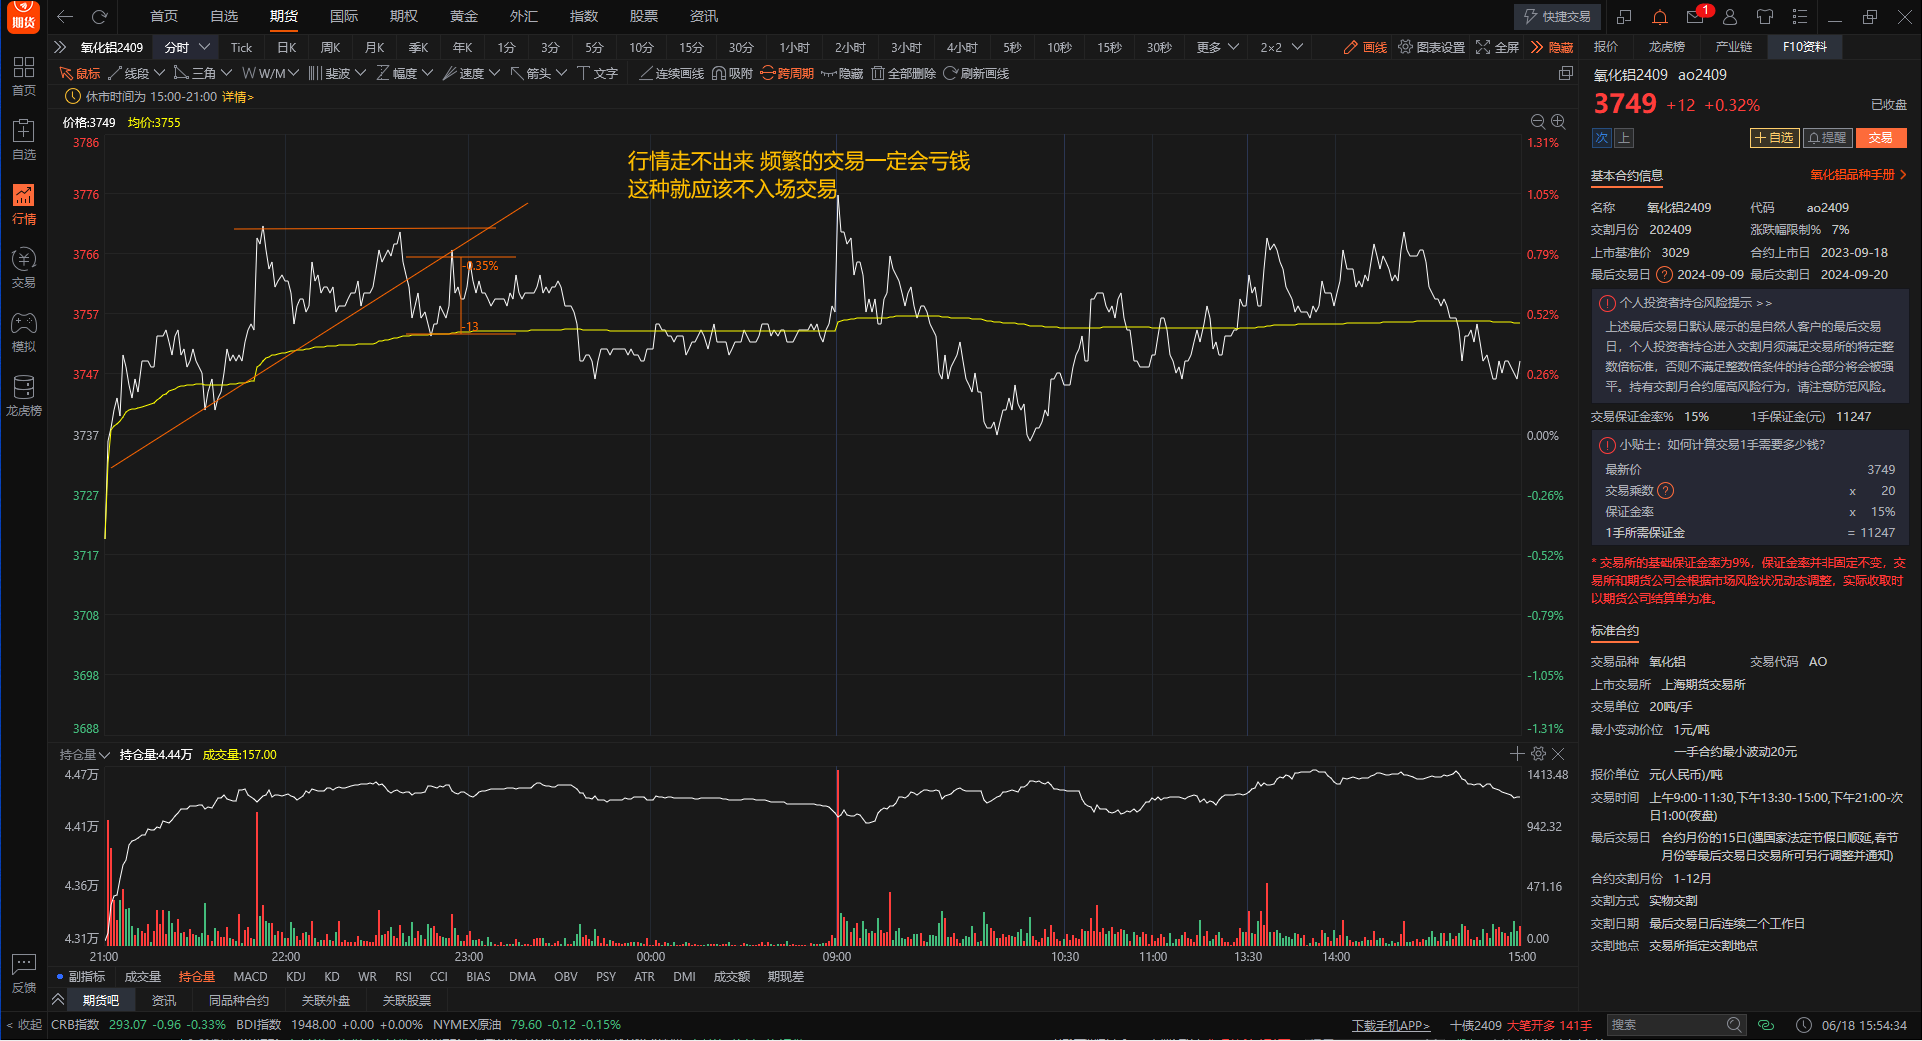 期货
首页 自选 期货 国际 期权 黄金 外汇 指数 股票 资讯
快捷交易 1
氧化铝2409 分时 Tick 日K 周K 月K 季K 年K 1分 3分 5分 10分 15分 30分 1小时 2小时 3小时 4小时 5秒 10秒 15秒 30秒 更多 2×2 画线 图表设置 全屏 隐藏
鼠标 线段 三角 W/M 斐波 幅度 速度 箭头 文字 连续画线 吸附 跨周期 隐藏 全部删除 刷新画线
休市时间为 15:00-21:00 详情>
价格:3749 均价:3755
行情走不出来 频繁的交易一定会亏钱
这种就应该不入场交易
3786 1.31%
3776 1.05%
3766 0.79%
3757 0.52%
3747 0.26%
3737 0.00%
3727 -0.26%
3717 -0.52%
3708 -0.79%
3698 -1.05%
3688 -1.31%
-0.35%
-13
持仓量 持仓量:4.44万 成交量:157.00
4.47万 1413.48
4.41万 942.32
4.36万 471.16
4.31万 0.00
21:00 22:00 23:00 00:00 09:00 10:30 11:00 13:30 14:00 15:00
副指标 成交量 持仓量 MACD KDJ KD WR RSI CCI BIAS DMA OBV PSY ATR DMI 成交额 期现差
期货吧 资讯 同品种合约 关联外盘 关联股票
首页
自选
行情
交易
模拟
龙虎榜
反馈
报价 龙虎榜 产业链 F10资料
氧化铝2409 ao2409
3749 +12 +0.32% 已收盘
次 上 +自选 提醒 交易
基本合约信息 氧化铝品种手册 >
名称 氧化铝2409 代码 ao2409
交割月份 202409 涨跌幅限制% 7%
上市基准价 3029 合约上市日 2023-09-18
最后交易日 ? 2024-09-09 最后交割日 2024-09-20
! 个人投资者持仓风险提示 >>
上述最后交易日默认展示的是自然人客户的最后交易
日，个人投资者持仓进入交割月须满足交易所的特定整
数倍标准，否则不满足整数倍条件的持仓部分将会被强
平。持有交割月合约属高风险行为，请注意防范风险。
交易保证金率% 15% 1手保证金(元) 11247
! 小贴士：如何计算交易1手需要多少钱?
最新价 3749
交易乘数 ? x 20
保证金率 x 15%
1手所需保证金 = 11247
* 交易所的基础保证金率为9%，保证金率并非固定不变，交
易所和期货公司会根据市场风险状况动态调整，实际收取时
以期货公司结算单为准。
标准合约
交易品种 氧化铝 交易代码 AO
上市交易所 上海期货交易所
交易单位 20吨/手
最小变动价位 1元/吨
一手合约最小波动20元
报价单位 元(人民币)/吨
交易时间 上午9:00-11:30,下午13:30-15:00,下午21:00-次
日1:00(夜盘)
最后交易日 合约月份的15日(遇国家法定节假日顺延,春节
月份等最后交易日交易所可另行调整并通知)
合约交割月份 1-12月
交割方式 实物交割
交割日期 最后交易日后连续二个工作日
交割地点 交易所指定交割地点
< 收起 CRB指数 293.07 -0.96 -0.33% BDI指数 1948.00 +0.00 +0.00% NYMEX原油 79.60 -0.12 -0.15% 下载手机APP> 十债2409 大笔开多 141手 搜索 06/18 15:54:34